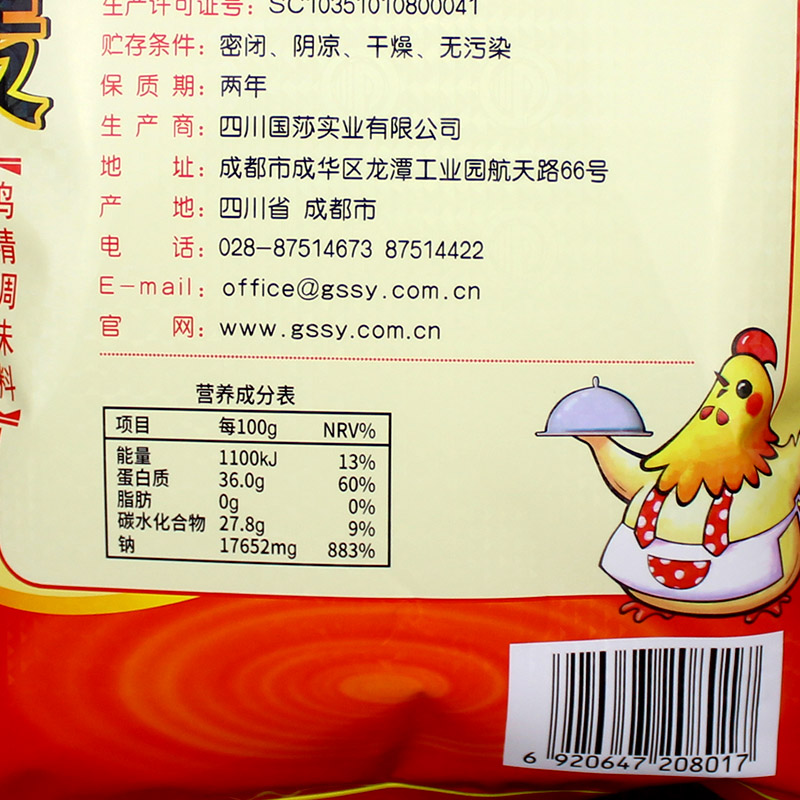 生产许可证号：SC10351010800041
贮存条件：密闭、阴凉、干燥、无污染
保质期：两年
生产商：四川国莎实业有限公司
地址：成都市成华区龙潭工业园航天路66号
产地：四川省 成都市
电话：028-87514673 87514422
E-mail：office@gssy.com.cn
官网：www.gssy.com.cn
鸡精调味料
营养成分表
项目 每100g NRV%
能量 1100kJ 13%
蛋白质 36.0g 60%
脂肪 0g 0%
碳水化合物 27.8g 9%
钠 17652mg 883%
6 920647 208017